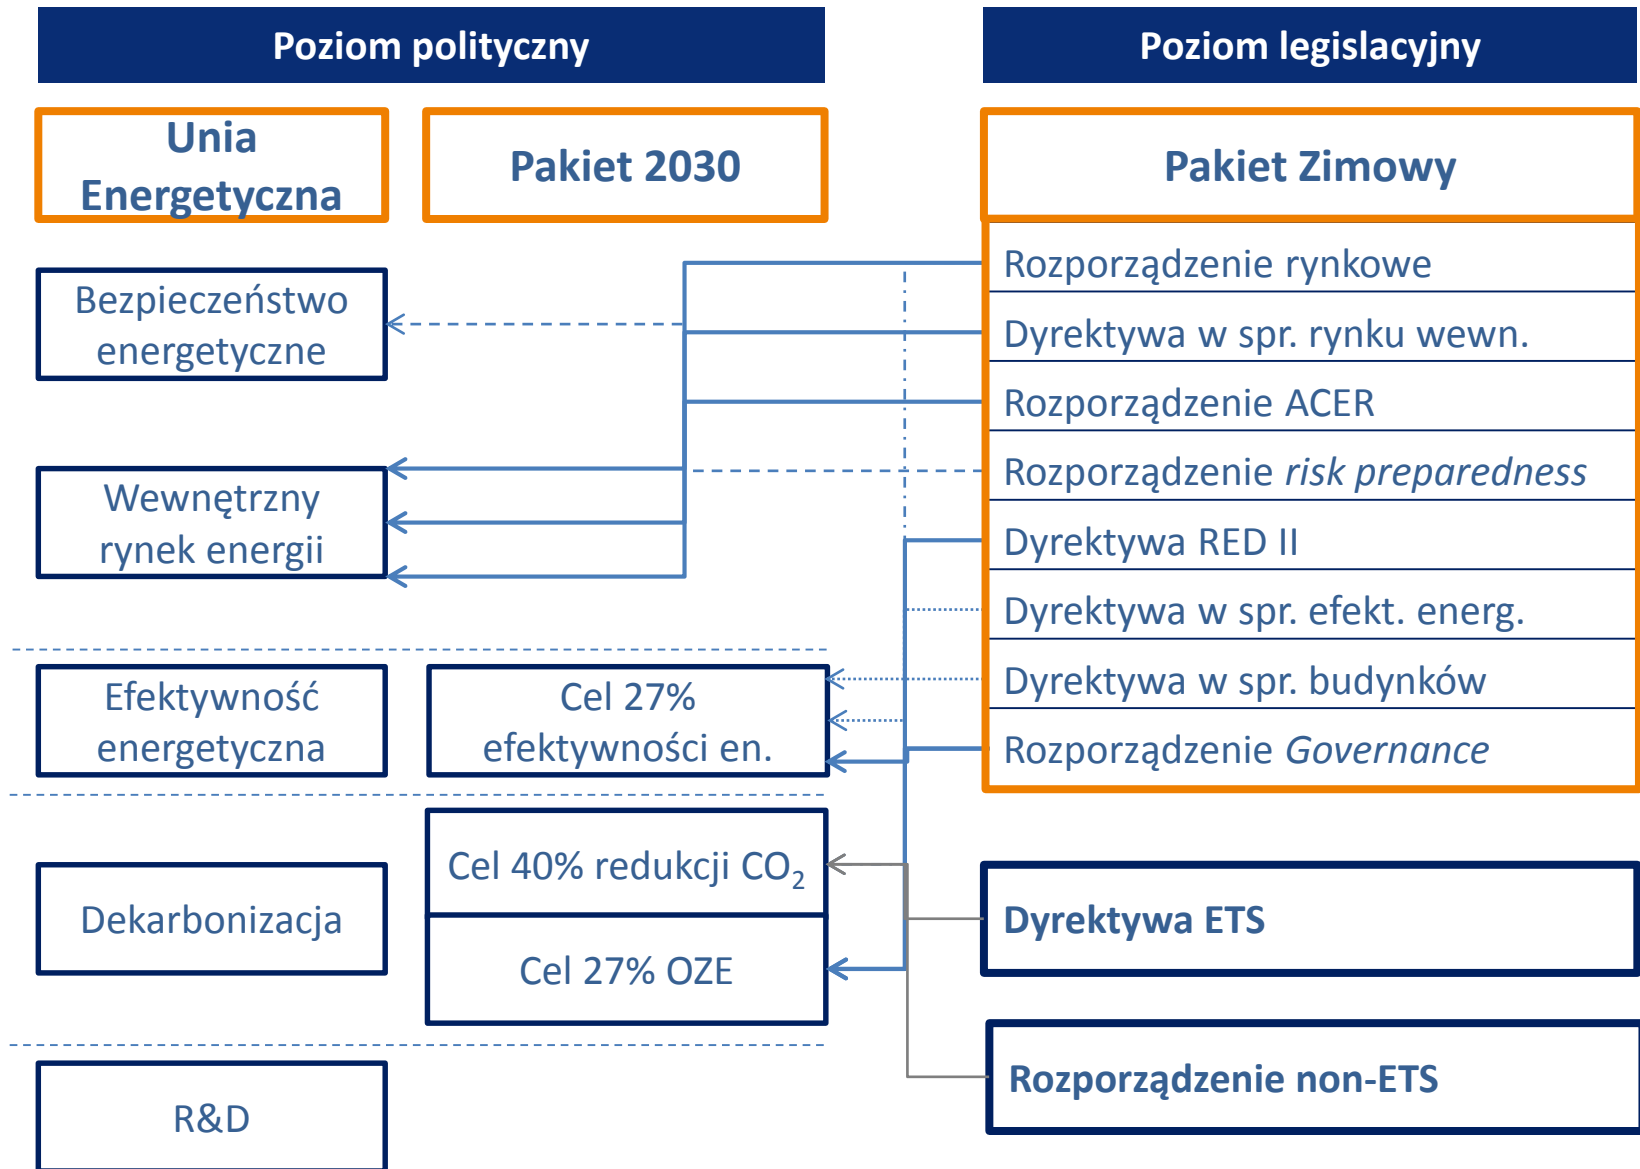 Poziom polityczny
Poziom legislacyjny
Unia
Energetyczna
Pakiet 2030
Pakiet Zimowy
Bezpieczeństwo
energetyczne
Wewnętrzny
rynek energii
Efektywność
energetyczna
Cel 27%
efektywności en.
Dekarbonizacja
Cel 40% redukcji CO₂
Cel 27% OZE
R&D
Rozporządzenie rynkowe
Dyrektywa w spr. rynku wewn.
Rozporządzenie ACER
Rozporządzenie risk preparedness
Dyrektywa RED II
Dyrektywa w spr. efekt. energ.
Dyrektywa w spr. budynków
Rozporządzenie Governance
Dyrektywa ETS
Rozporządzenie non-ETS